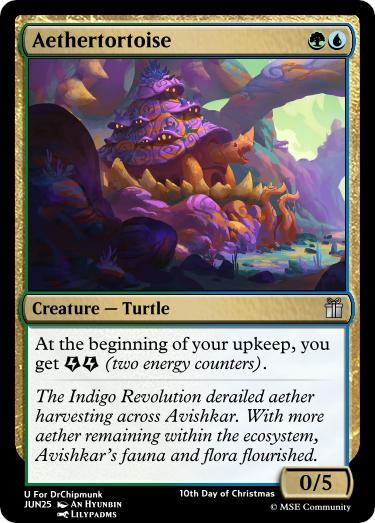 Aethertortoise
Creature — Turtle
At the beginning of your upkeep, you
get (two energy counters).
The Indigo Revolution derailed aether
harvesting across Avishkar. With more
aether remaining within the ecosystem,
Avishkar's fauna and flora flourished.
0/5
U For DrChipmunk
10th Day of Christmas
JUN25 An Hyunbin
© MSE Community
Lilypadms